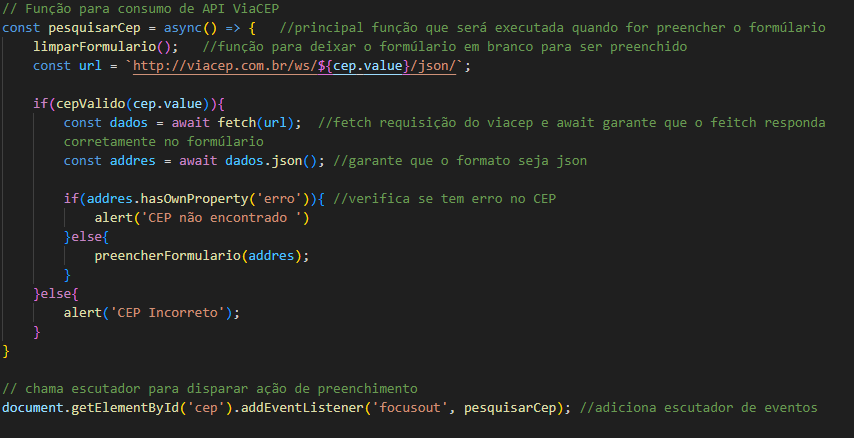 // Função para consumo de API ViaCEP
const pesquisarCep = async() => {   //principal função que será executada quando for preencher o formúlario
    limparFormulario();   //função para deixar o formúlario em branco para ser preenchido
    const url = `http://viacep.com.br/ws/${cep.value}/json/`;
    if(cepValido(cep.value)){
        const dados = await fetch(url);  //fetch requisição do viacep e await garante que o feitch responda
        corretamente no formúlario
        const addres = await dados.json(); //garante que o formato seja json
        if(addres.hasOwnProperty('erro')){ //verifica se tem erro no CEP
            alert('CEP não encontrado ')
        }else{
            preencherFormulario(addres);
        }
    }else{
        alert('CEP Incorreto');
    }
}
// chama escutador para disparar ação de preenchimento
document.getElementById('cep').addEventListener('focusout', pesquisarCep); //adiciona escutador de eventos